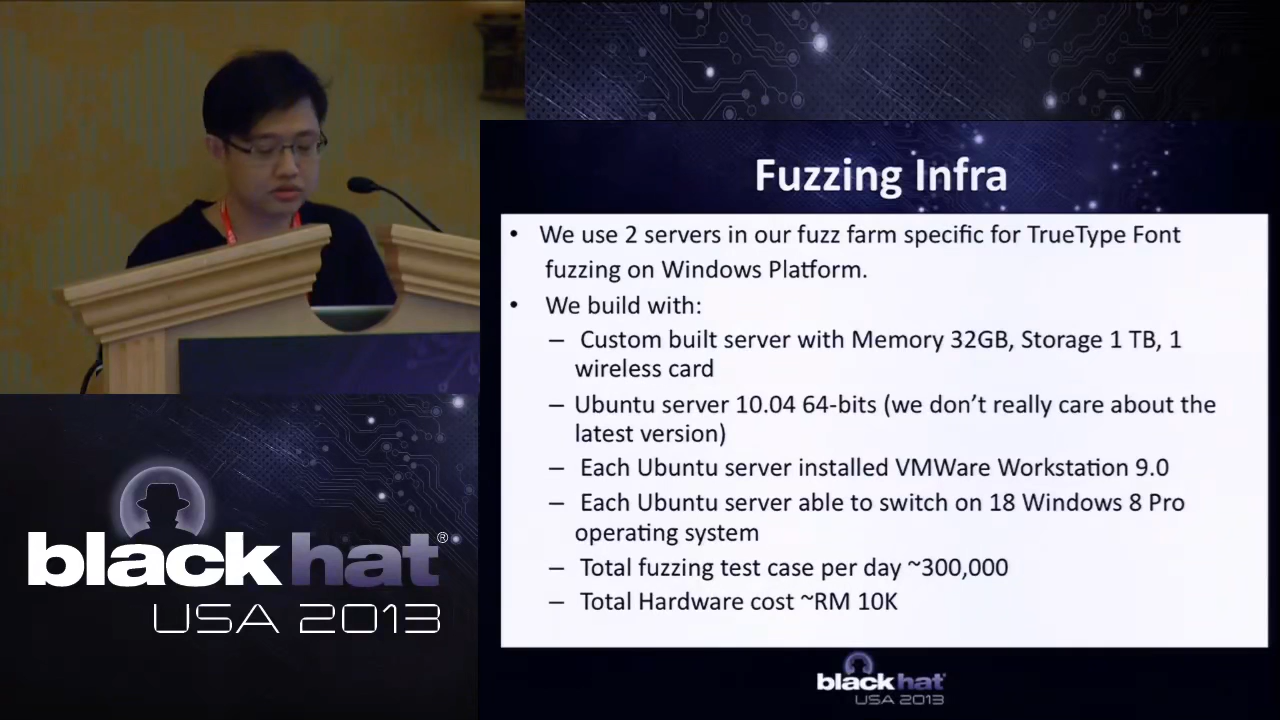 Fuzzing Infra
• We use 2 servers in our fuzz farm specific for TrueType Font
fuzzing on Windows Platform.
• We build with:
– Custom built server with Memory 32GB, Storage 1 TB, 1
wireless card
– Ubuntu server 10.04 64-bits (we don't really care about the
latest version)
– Each Ubuntu server installed VMWare Workstation 9.0
– Each Ubuntu server able to switch on 18 Windows 8 Pro
operating system
– Total fuzzing test case per day ~300,000
– Total Hardware cost ~RM 10K
black hat®
USA 2013
black hat
USA 2013